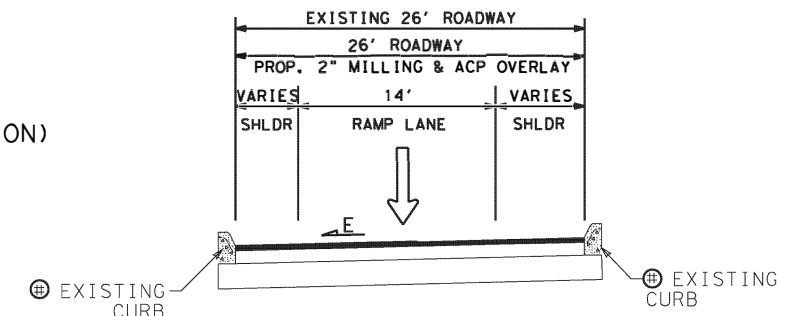 EXISTING 26' ROADWAY
26' ROADWAY
PROP. 2" MILLING & ACP OVERLAY
VARIES 14' VARIES
SHLDR RAMP LANE SHLDR
ON)
E
# EXISTING CURB
# EXISTING CURB